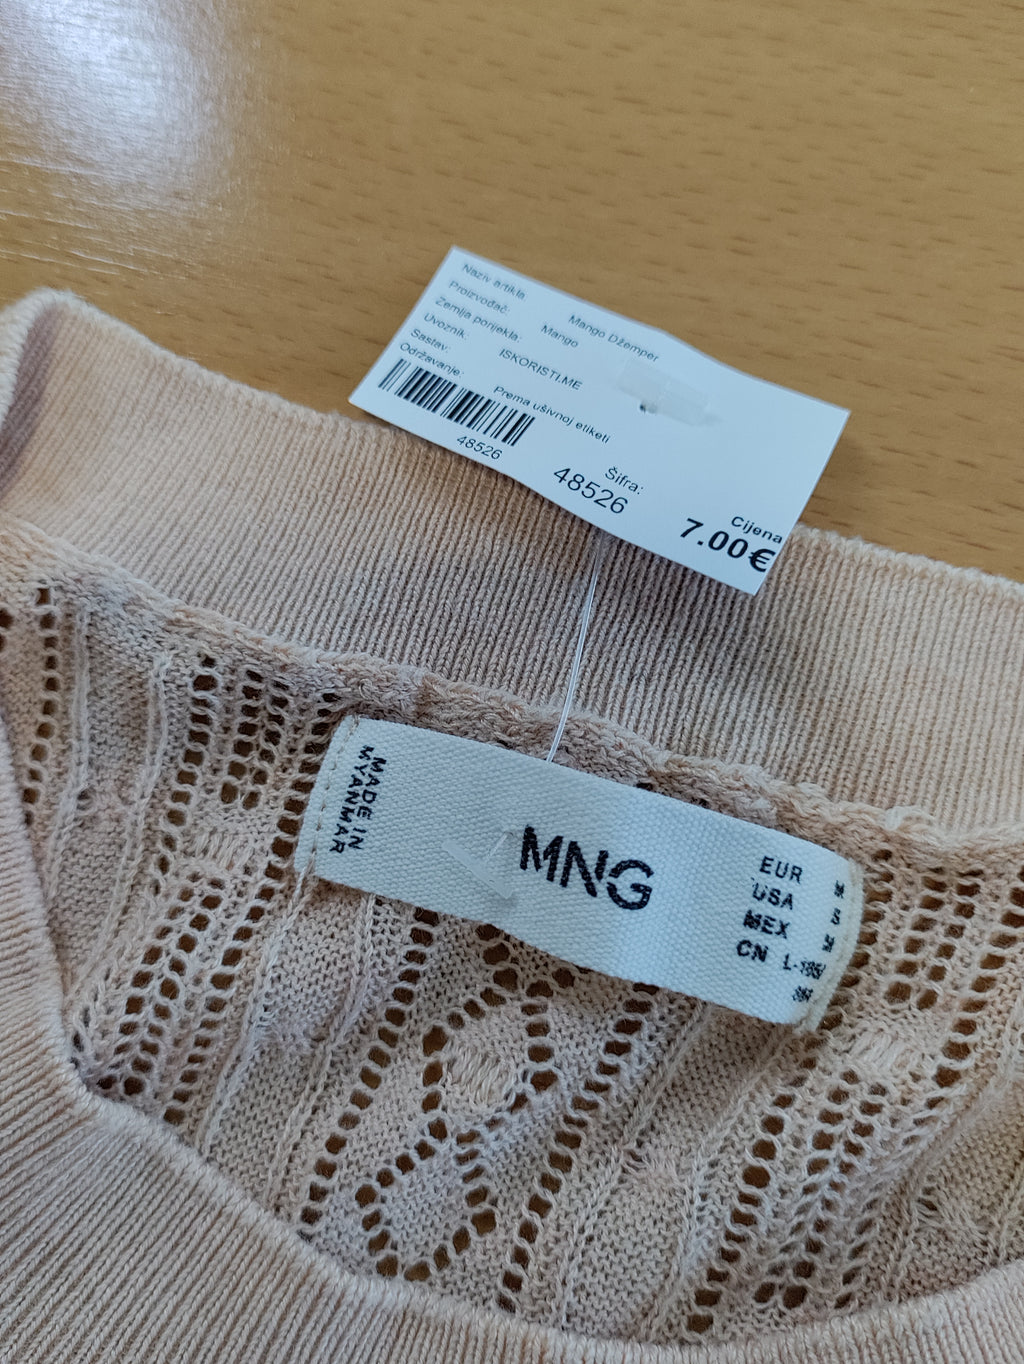 Naziv artikla
Mango Džemper
Proizvođač:
Mango
Zemlja porijekla:
Uvoznik:
ISKORISTI.ME
Sastav:
Održavanje:
Prema ušivnoj etiketi
48526
Šifra:
48526
Cijena
7.00€
MADE IN
MYANMAR
MNG
EUR M
USA S
MEX M
CN